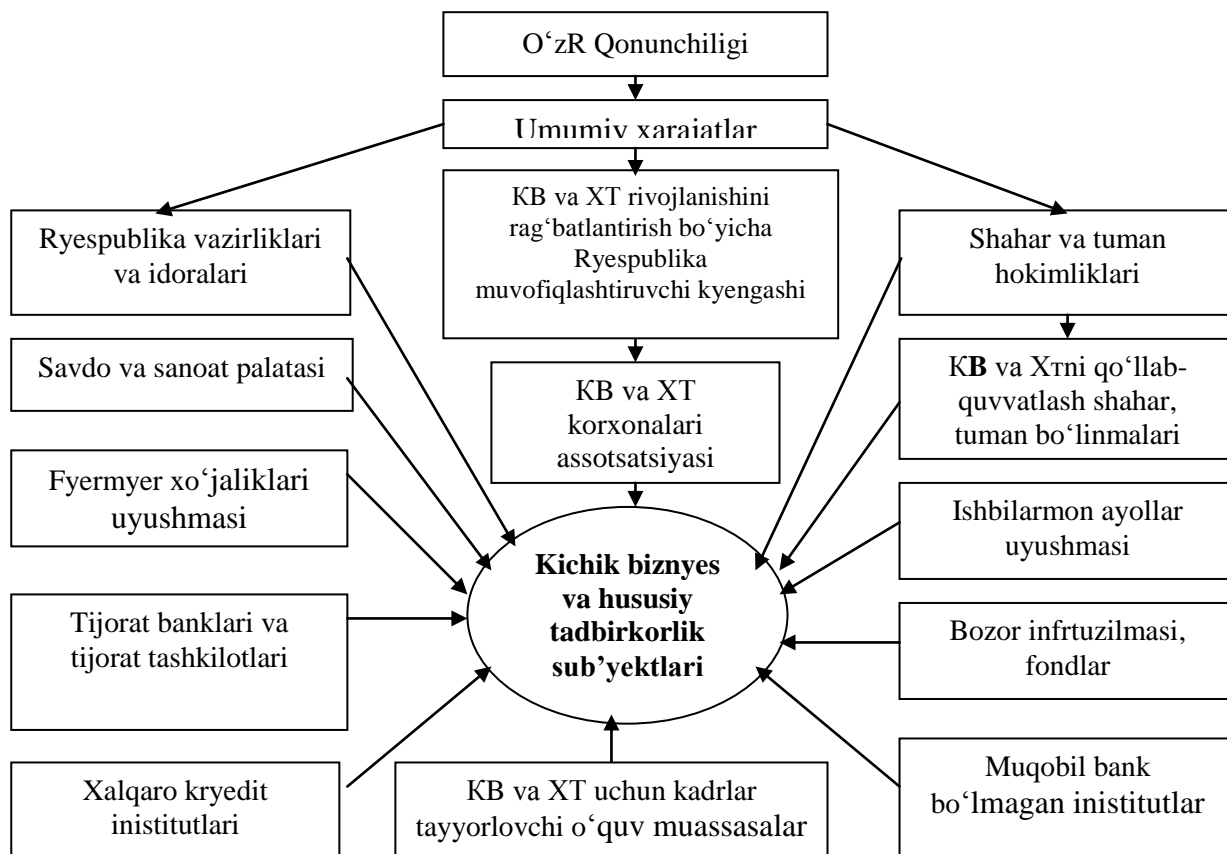 O‘zR Qonunchiligi
Umumiy xarajatlar
Ryespublika vazirliklari
va idoralari
KB va XT rivojlanishini
rag‘batlantirish bo‘yicha
Ryespublika
muvofiqlashtiruvchi kyengashi
Shahar va tuman
hokimliklari
Savdo va sanoat palatasi
KB va XT
korxonalari
assotsatsiyasi
KB va Xтni qo‘llab-
quvvatlash shahar,
tuman bo‘linmalari
Fyermyer xo‘jaliklari
uyushmasi
Ishbilarmon ayollar
uyushmasi
Kichik biznyes
va hususiy
tadbirkorlik
sub’yektlari
Tijorat banklari va
tijorat tashkilotlari
Bozor infrtuzilmasi,
fondlar
Xalqaro kryedit
inistitutlari
KB va XT uchun kadrlar
tayyorlovchi o‘quv muassasalar
Muqobil bank
bo‘lmagan inistitutlar